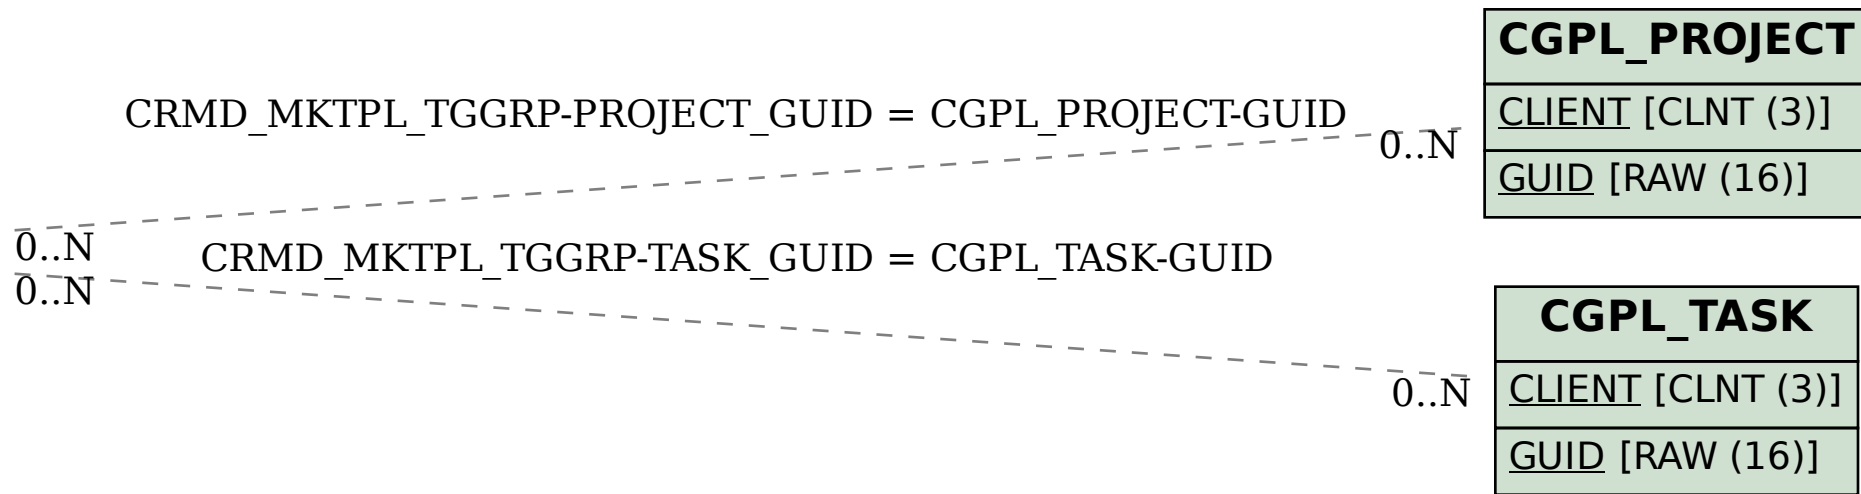 CGPL_PROJECT
CRMD_MKTPL_TGGRP-PROJECT_GUID = CGPL_PROJECT-GUID
CLIENT [CLNT (3)]
0..N
GUID [RAW (16)]
0..N
CRMD_MKTPL_TGGRP-TASK_GUID = CGPL_TASK-GUID
0..N
CGPL_TASK
0..N
CLIENT [CLNT (3)]
GUID [RAW (16)]